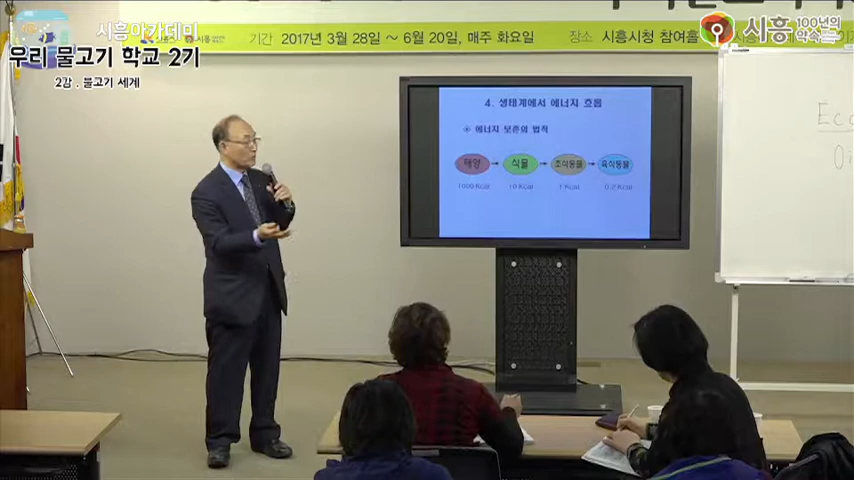 시흥아카데미
우리 물고기 학교 2기
2강 . 물고기 세계
기간 2017년 3월 28일 ~ 6월 20일, 매주 화요일
장소 시흥시청 참여홀
시흥 100년의
4. 생태계에서 에너지 흐름
에너지 보존의 법칙
태양 식물 초식동물 육식동물
1000 Kcal 10 Kcal 1 Kcal 0.2 Kcal